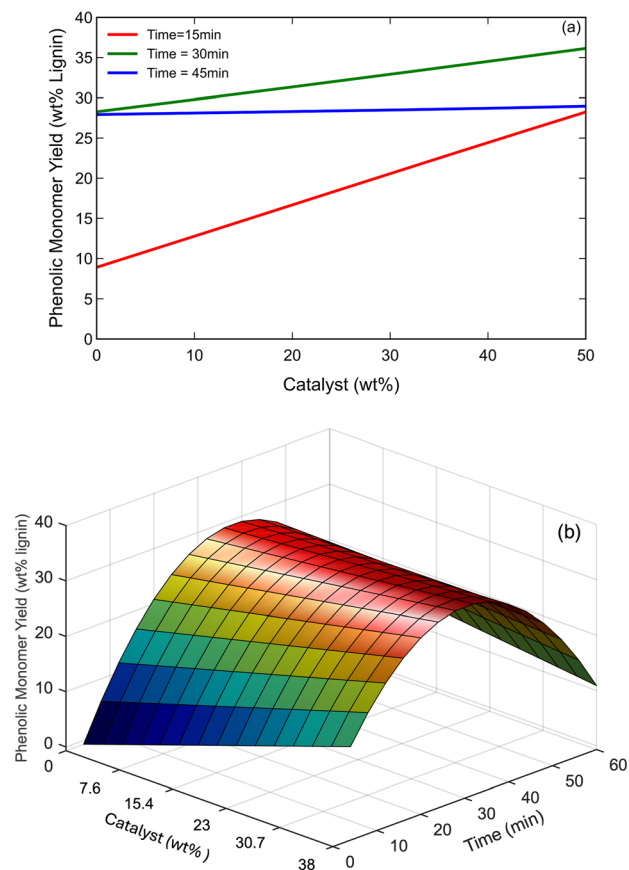 (a)
Time=15min
Time = 30min
Time = 45min
Phenolic Monomer Yield (wt% Lignin)
40
35
30
25
20
15
10
5
0
0 10 20 30 40 50
Catalyst (wt%)
(b)
Phenolic Monomer Yield (wt% lignin)
40
30
20
10
0
0
7.6
15.4
23
30.7
38
Catalyst (wt%)
0
10
20
30
40
50
60
Time (min)